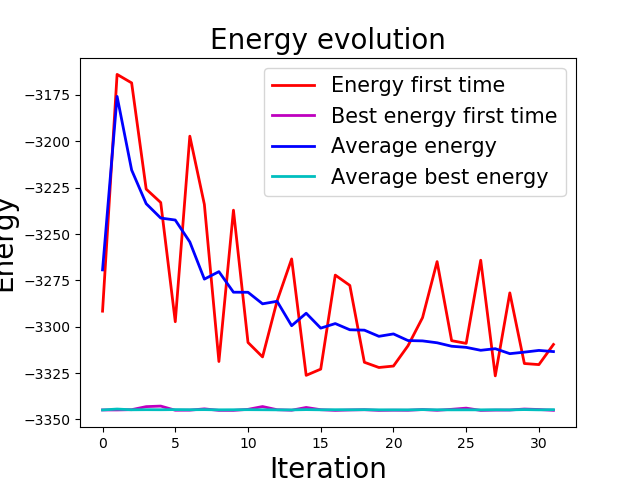 Energy evolution
Energy first time
Best energy first time
Average energy
Average best energy
Energy
−3175
−3200
−3225
−3250
−3275
−3300
−3325
−3350
0
5
10
15
20
25
30
Iteration